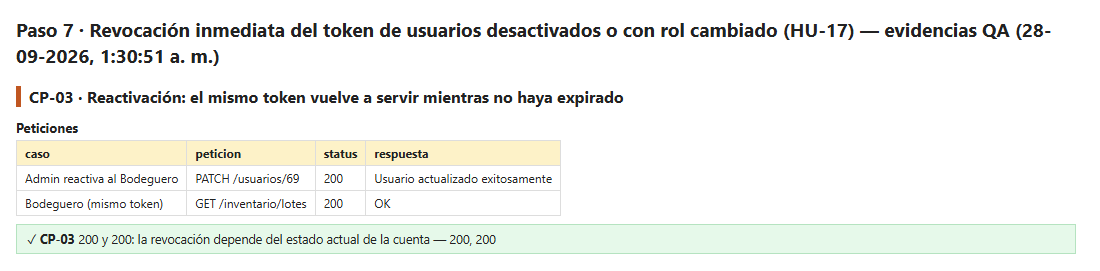 Paso 7 · Revocación inmediata del token de usuarios desactivados o con rol cambiado (HU-17) — evidencias QA (28-
09-2026, 1:30:51 a. m.)
CP-03 · Reactivación: el mismo token vuelve a servir mientras no haya expirado
Peticiones
caso peticion status respuesta
Admin reactiva al Bodeguero PATCH /usuarios/69 200 Usuario actualizado exitosamente
Bodeguero (mismo token) GET /inventario/lotes 200 OK
✓ CP-03 200 y 200: la revocación depende del estado actual de la cuenta — 200, 200